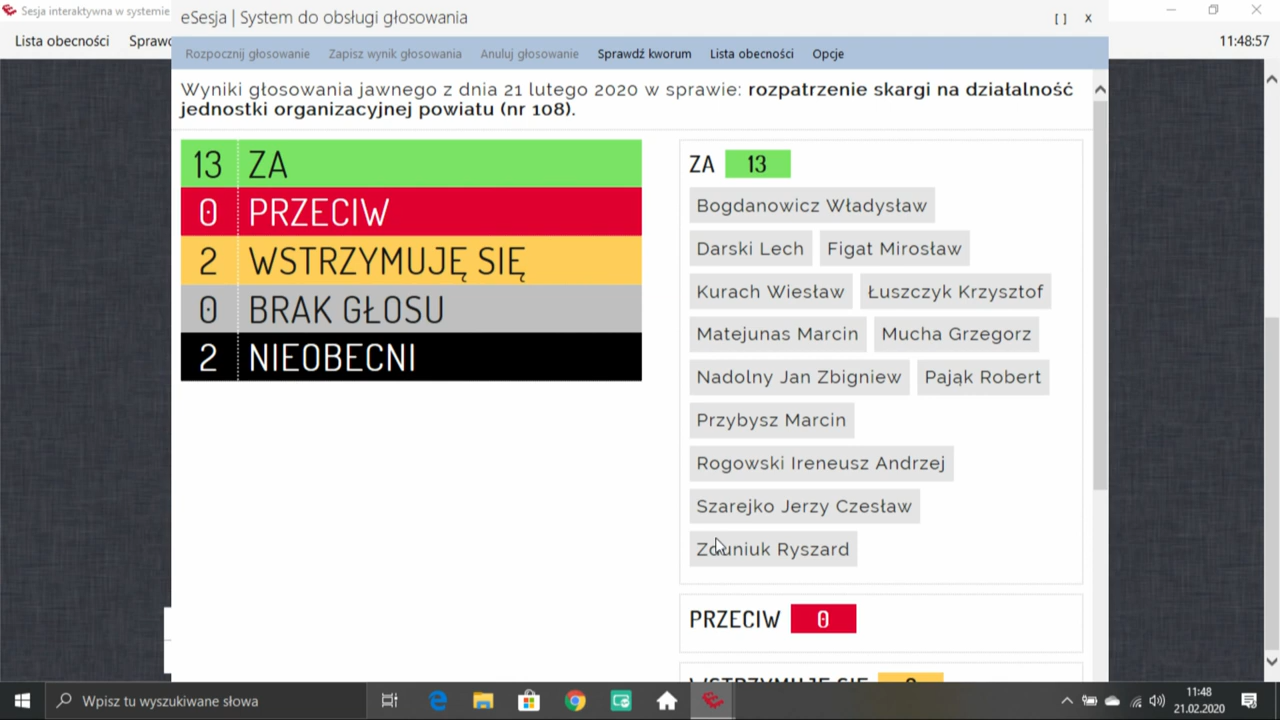 Sesja interaktywna w systemie
eSesja | System do obsługi głosowania
[ ] X
Lista obecności
11:48:57
Rozpocznij głosowanie Zapisz wynik głosowania Anuluj głosowanie Sprawdź kworum Lista obecności Opcje
Wyniki głosowania jawnego z dnia 21 lutego 2020 w sprawie: rozpatrzenie skargi na działalność
jednostki organizacyjnej powiatu (nr 108).
13 ZA
0 PRZECIW
2 WSTRZYMUJĘ SIĘ
0 BRAK GŁOSU
2 NIEOBECNI
ZA 13
Bogdanowicz Władysław
Darski Lech Figat Mirosław
Kurach Wiesław Łuszczyk Krzysztof
Matejunas Marcin Mucha Grzegorz
Nadolny Jan Zbigniew Pająk Robert
Przybysz Marcin
Rogowski Ireneusz Andrzej
Szarejko Jerzy Czesław
Zduniuk Ryszard
PRZECIW 0
WSTRZYMUJĘ SIĘ 2
Wpisz tu wyszukiwane słowa
11:48
21.02.2020